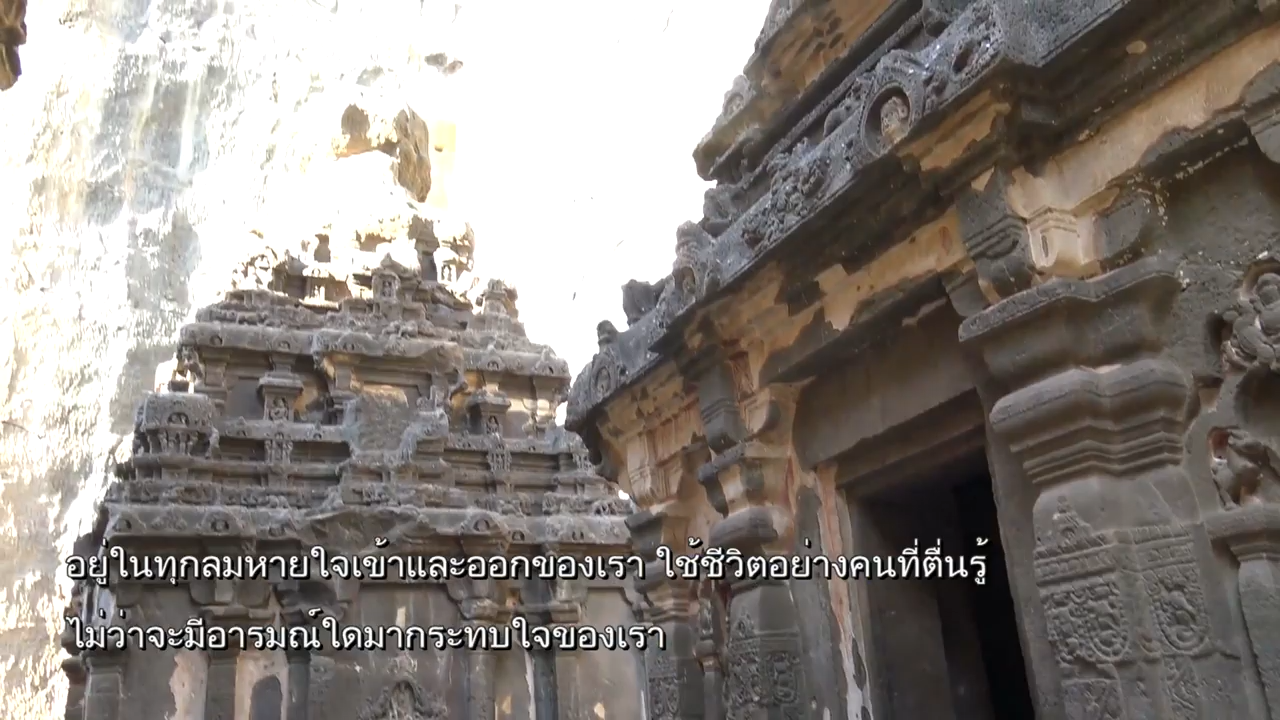 อยู่ในทุกลมหายใจเข้าและออกของเรา ใช้ชีวิตอย่างคนที่ตื่นรู้
ไม่ว่าจะมีอารมณ์ใดมากระทบใจของเรา